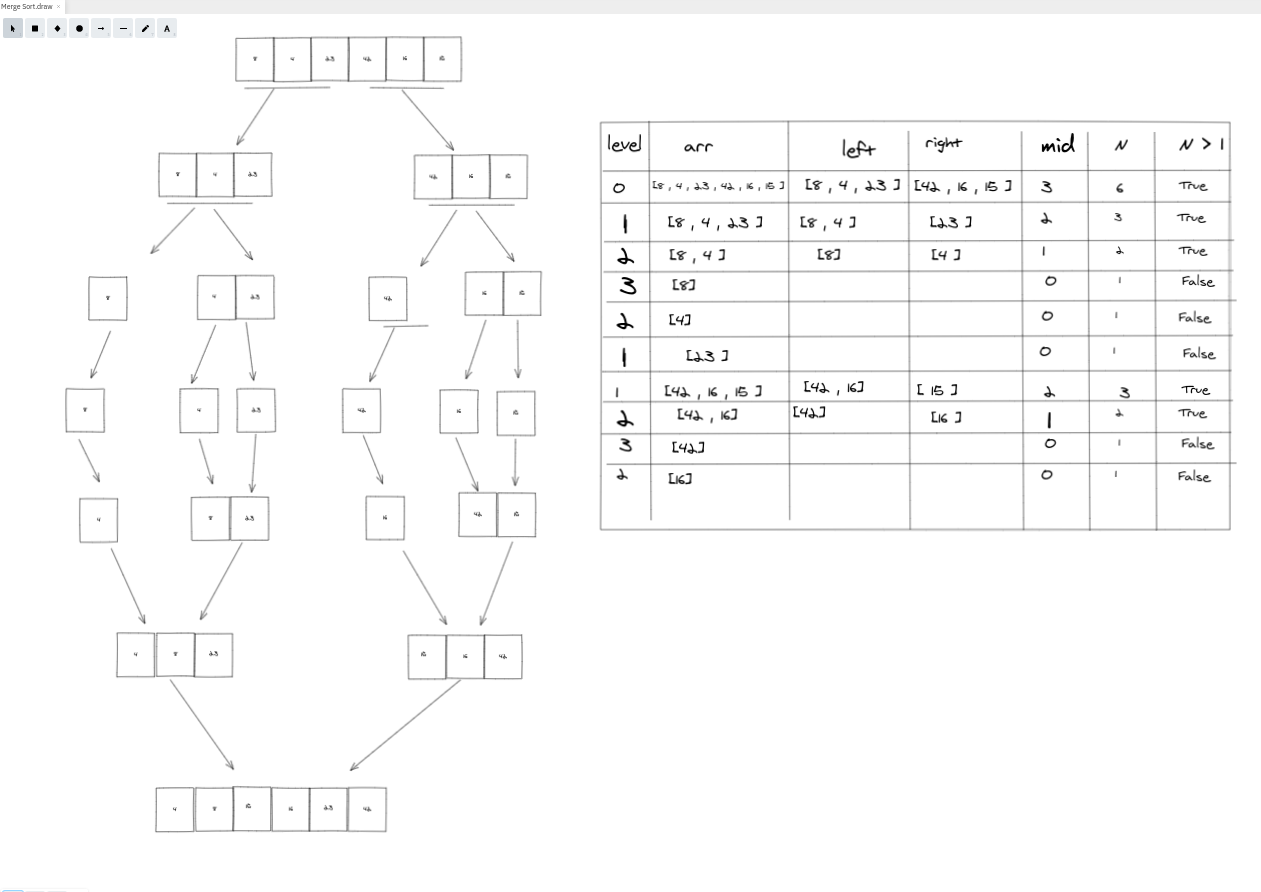 Merge Sort.draw ×
A
8 4 23 42 16 15
8 4 23
42 16 15
8
4 23
42
16 15
8
4
23
42
16
15
4
8 23
16
42 15
4 8 23
15 16 42
4 8 15 16 23 42
level arr left right mid N N > 1
0 [8, 4, 23, 42, 16, 15] [8, 4, 23] [42, 16, 15] 3 6 True
1 [8, 4, 23] [8, 4] [23] 2 3 True
2 [8, 4] [8] [4] 1 2 True
3 [8] 0 1 False
2 [4] 0 1 False
1 [23] 0 1 False
1 [42, 16, 15] [42, 16] [15] 2 3 True
2 [42, 16] [42] [16] 1 2 True
3 [42] 0 1 False
2 [16] 0 1 False